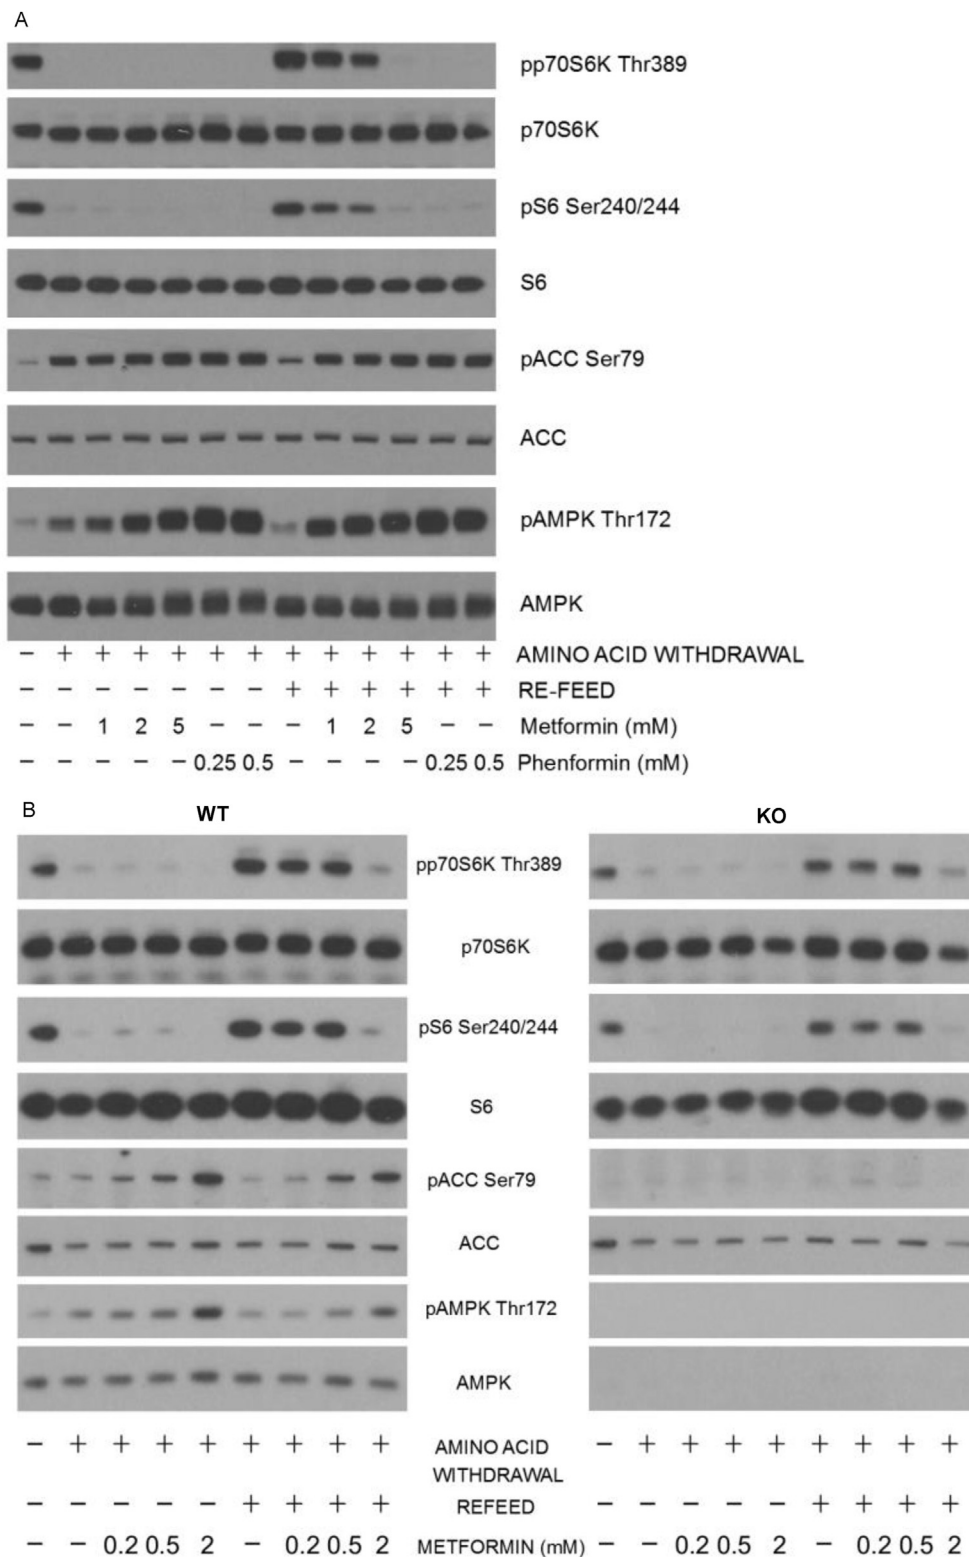 A
pp70S6K Thr389
p70S6K
pS6 Ser240/244
S6
pACC Ser79
ACC
pAMPK Thr172
AMPK
− + + + + + + + + + + + + AMINO ACID WITHDRAWAL
− − − − − − − + + + + + + RE-FEED
− − 1 2 5 − − − 1 2 5 − − Metformin (mM)
− − − − − 0.25 0.5 − − − − 0.25 0.5 Phenformin (mM)
B
WT KO
pp70S6K Thr389
p70S6K
pS6 Ser240/244
S6
pACC Ser79
ACC
pAMPK Thr172
AMPK
− + + + + + + + + AMINO ACID − + + + + + + + +
WITHDRAWAL
− − − − − + + + + REFEED − − − − − + + + +
− − 0.2 0.5 2 − 0.2 0.5 2 METFORMIN (mM) − − 0.2 0.5 2 − 0.2 0.5 2